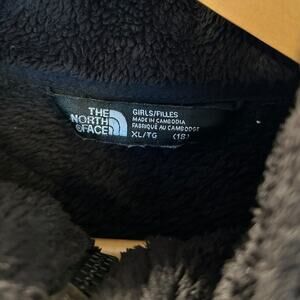 THE
NORTH
FACE
GIRLS/FILLES
MADE IN CAMBODIA
FABRIQUÉ AU CAMBODGE
XL/TG (18)